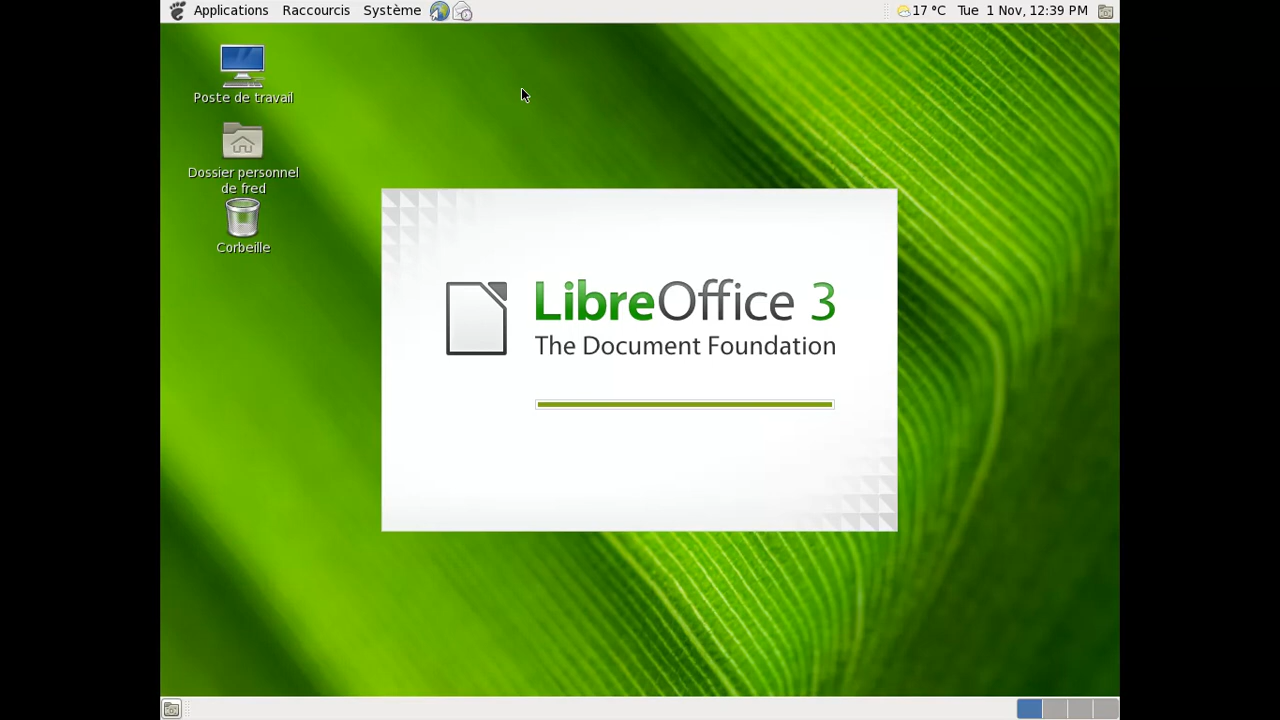 Applications Raccourcis Système 17 °C Tue 1 Nov, 12:39 PM
Poste de travail
Dossier personnel
de fred
Corbeille
LibreOffice 3
The Document Foundation